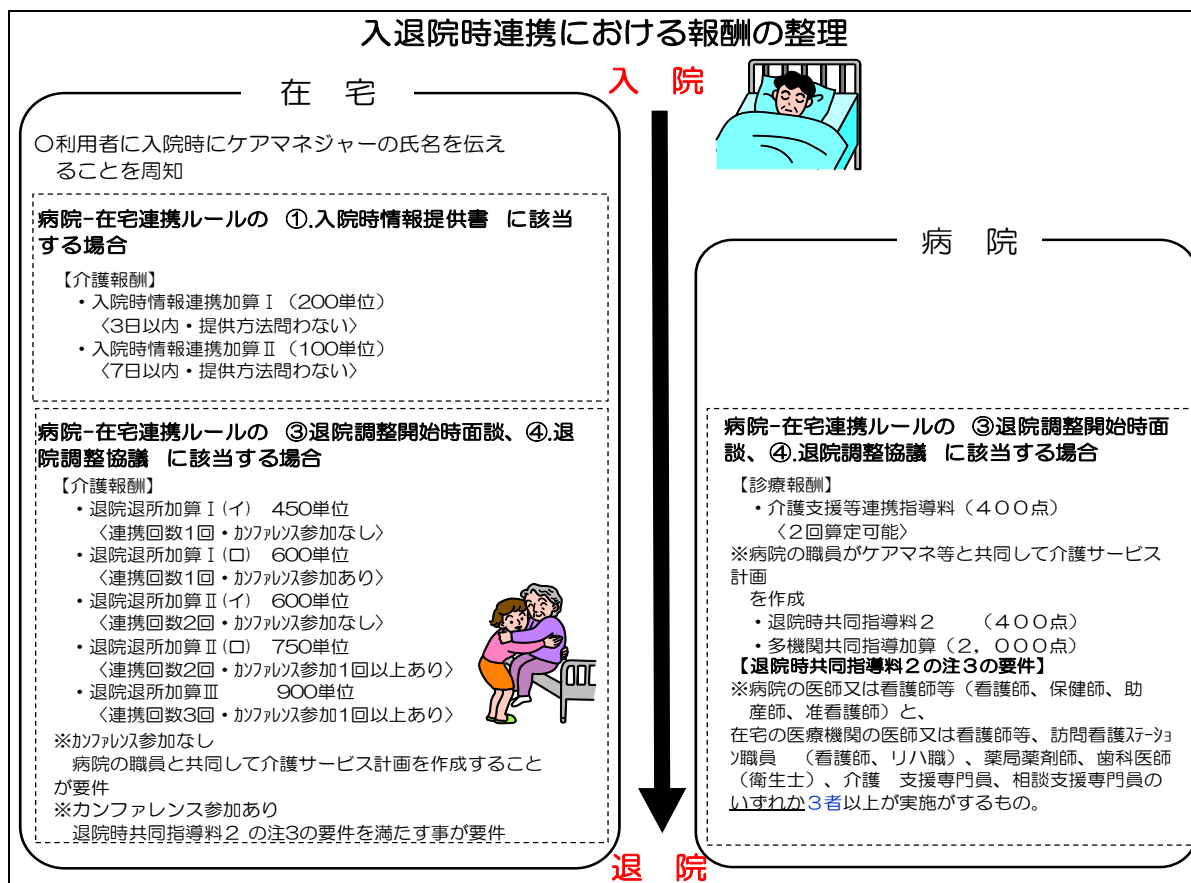 入退院時連携における報酬の整理
入　院
在　宅
○利用者に入院時にケアマネジャーの氏名を伝え
ることを周知
病院-在宅連携ルールの　①.入院時情報提供書　に該当
する場合
【介護報酬】
・入院時情報連携加算Ⅰ（200単位）
〈3日以内・提供方法問わない〉
・入院時情報連携加算Ⅱ（100単位）
〈7日以内・提供方法問わない〉
病院-在宅連携ルールの　③退院調整開始時面談、④.退
院調整協議　に該当する場合
【介護報酬】
・退院退所加算Ⅰ(イ)　450単位
〈連携回数1回・ｶﾝﾌｧﾚﾝｽ参加なし〉
・退院退所加算Ⅰ(ロ)　600単位
〈連携回数1回・ｶﾝﾌｧﾚﾝｽ参加あり〉
・退院退所加算Ⅱ(イ)　600単位
〈連携回数2回・ｶﾝﾌｧﾚﾝｽ参加なし〉
・退院退所加算Ⅱ(ロ)　750単位
〈連携回数2回・ｶﾝﾌｧﾚﾝｽ参加1回以上あり〉
・退院退所加算Ⅲ　　　900単位
〈連携回数3回・ｶﾝﾌｧﾚﾝｽ参加1回以上あり〉
※ｶﾝﾌｧﾚﾝｽ参加なし
病院の職員と共同して介護サービス計画を作成すること
が要件
※カンファレンス参加あり
退院時共同指導料２ の注3の要件を満たす事が要件
病　院
病院-在宅連携ルールの　③退院調整開始時面
談、④.退院調整協議　に該当する場合
【診療報酬】
・介護支援等連携指導料（４００点）
〈２回算定可能〉
※病院の職員がケアマネ等と共同して介護サービス
計画
を作成
・退院時共同指導料２　　（４００点）
・多機関共同指導加算（２，０００点）
【退院時共同指導料２の注３の要件】
※病院の医師又は看護師等（看護師、保健師、助
産師、准看護師）と、
在宅の医療機関の医師又は看護師等、訪問看護ｽﾃｰｼｮ
ﾝ職員　（看護師、リハ職）、薬局薬剤師、歯科医師
（衛生士）、介護　支援専門員、相談支援専門員の
いずれか３者以上が実施がするもの。
退　院